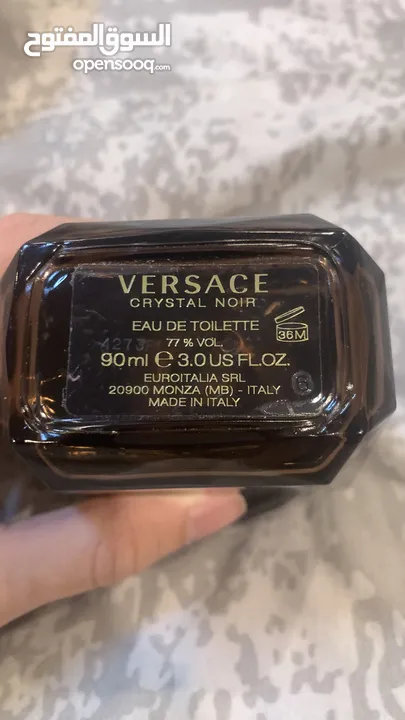 السوق المفتوح
opensooq.com
VERSACE
CRYSTAL NOIR
EAU DE TOILETTE
4273 77 % VOL.
36M
90ml e 3.0 US FL.OZ.
EUROITALIA SRL
20900 MONZA (MB) - ITALY
MADE IN ITALY